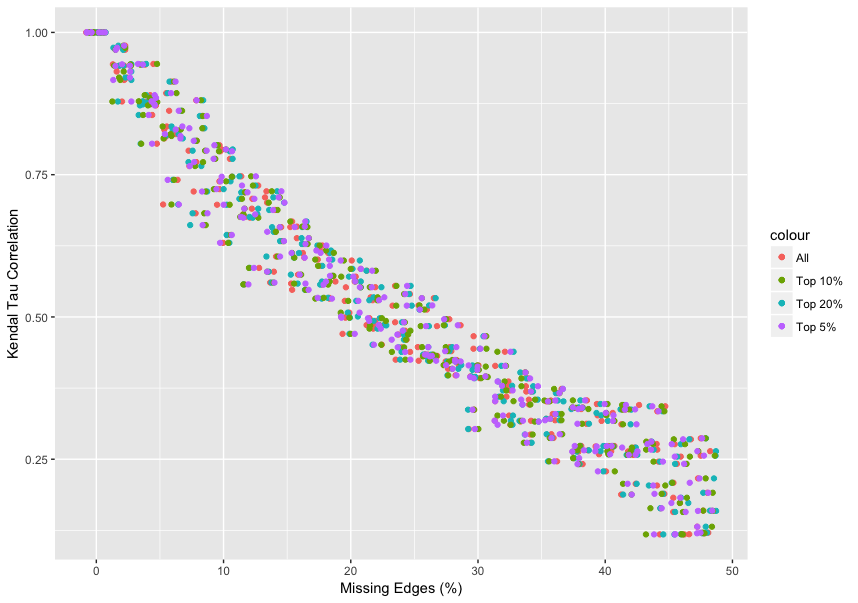 1.00
0.75
0.50
0.25
Kendal Tau Correlation
0 10 20 30 40 50
Missing Edges (%)
colour
All
Top 10%
Top 20%
Top 5%